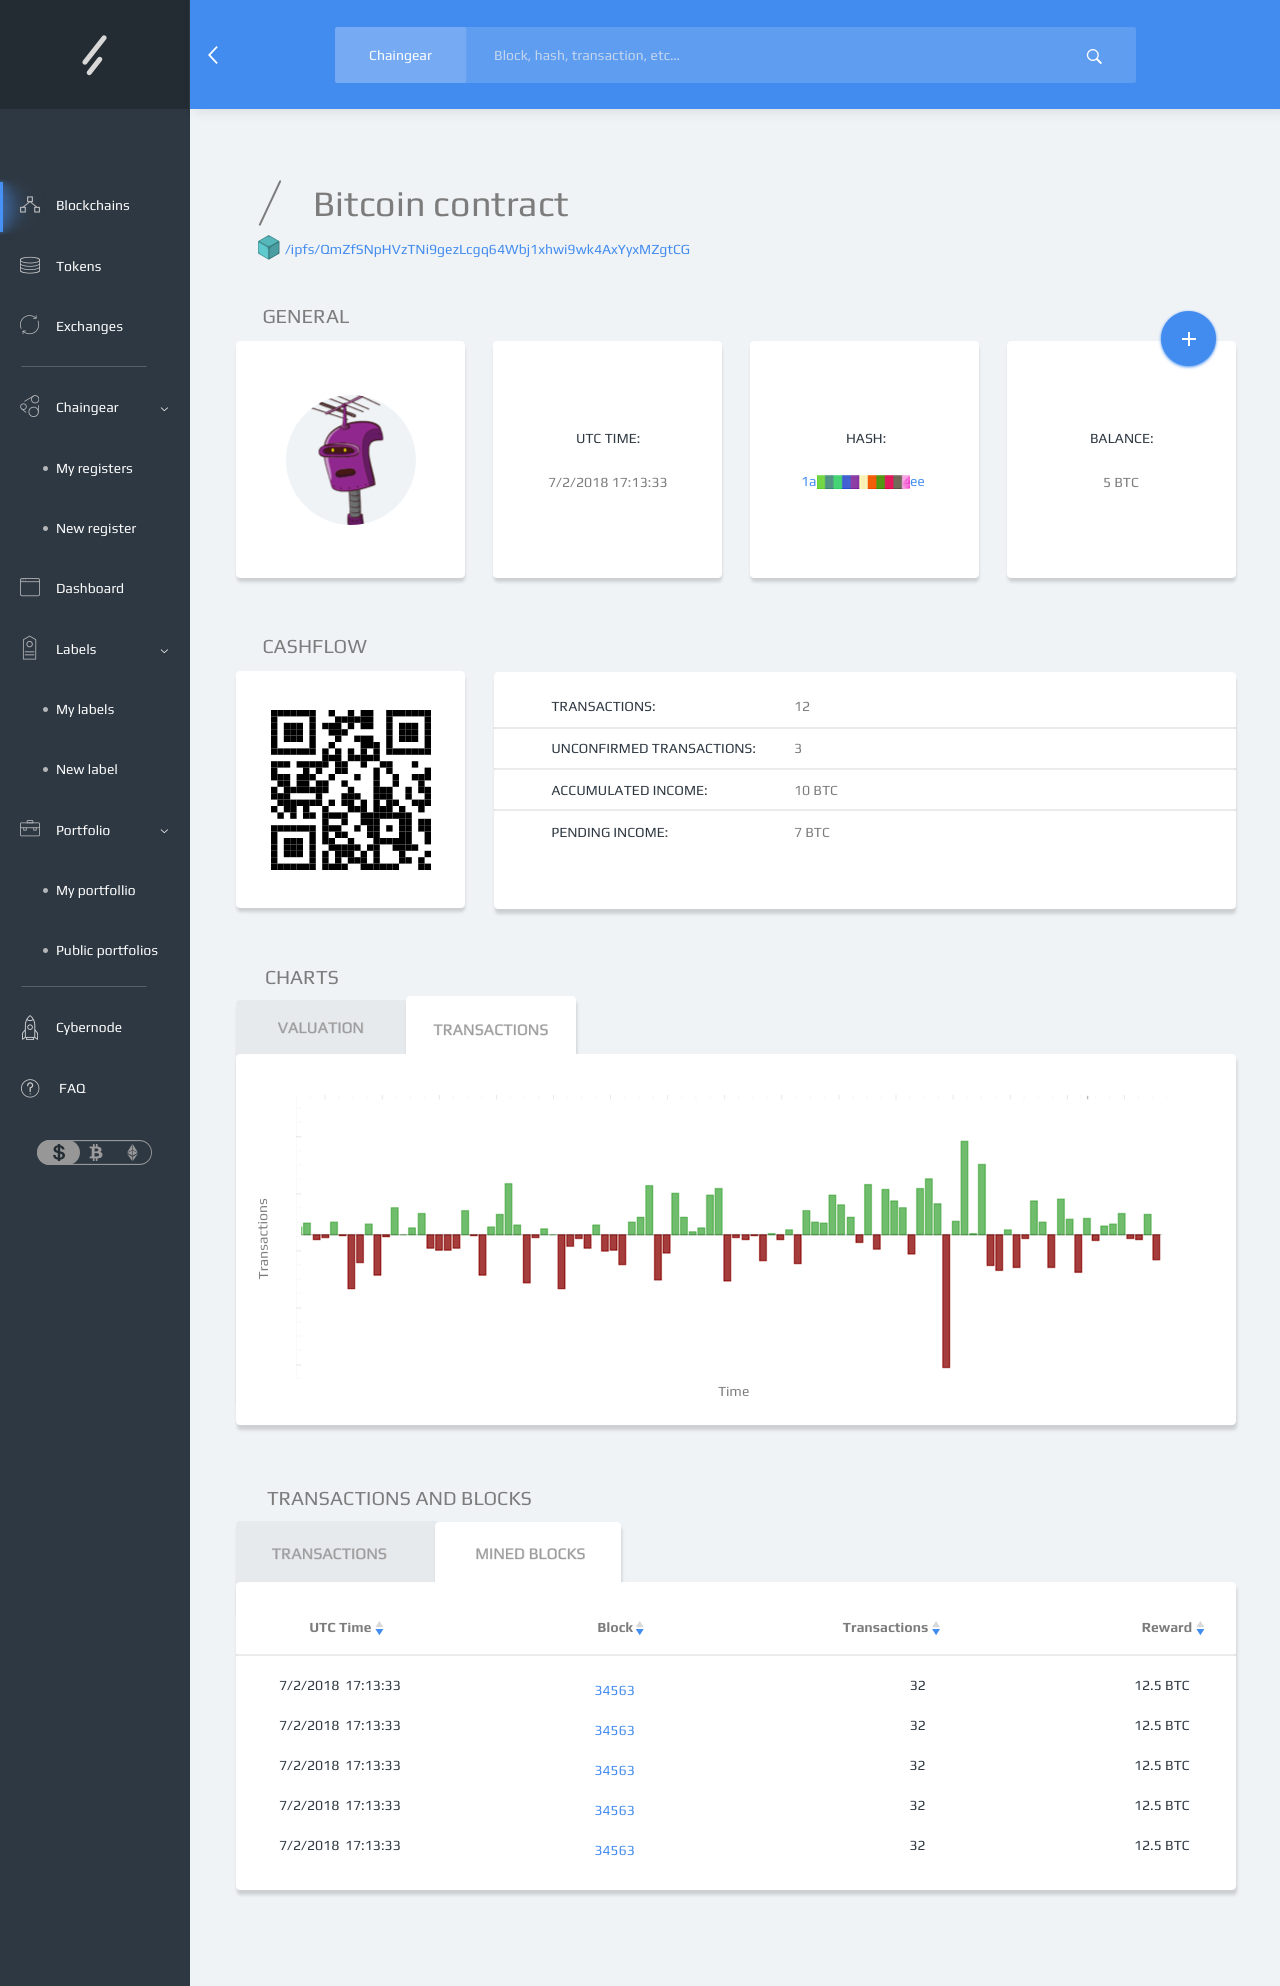 Chaingear
Block, hash, transaction, etc...
Blockchains
Tokens
Exchanges
Chaingear
My registers
New register
Dashboard
Labels
My labels
New label
Portfolio
My portfollio
Public portfolios
Cybernode
FAQ
Bitcoin contract
/ipfs/QmZfSNpHVzTNi9gezLcgq64Wbj1xhwi9wk4AxYyxMZgtCG
GENERAL
UTC TIME:
7/2/2018 17:13:33
HASH:
1a ee
BALANCE:
5 BTC
CASHFLOW
TRANSACTIONS: 12
UNCONFIRMED TRANSACTIONS: 3
ACCUMULATED INCOME: 10 BTC
PENDING INCOME: 7 BTC
CHARTS
VALUATION TRANSACTIONS
Transactions
Time
TRANSACTIONS AND BLOCKS
TRANSACTIONS MINED BLOCKS
UTC Time Block Transactions Reward
7/2/2018 17:13:33 34563 32 12.5 BTC
7/2/2018 17:13:33 34563 32 12.5 BTC
7/2/2018 17:13:33 34563 32 12.5 BTC
7/2/2018 17:13:33 34563 32 12.5 BTC
7/2/2018 17:13:33 34563 32 12.5 BTC